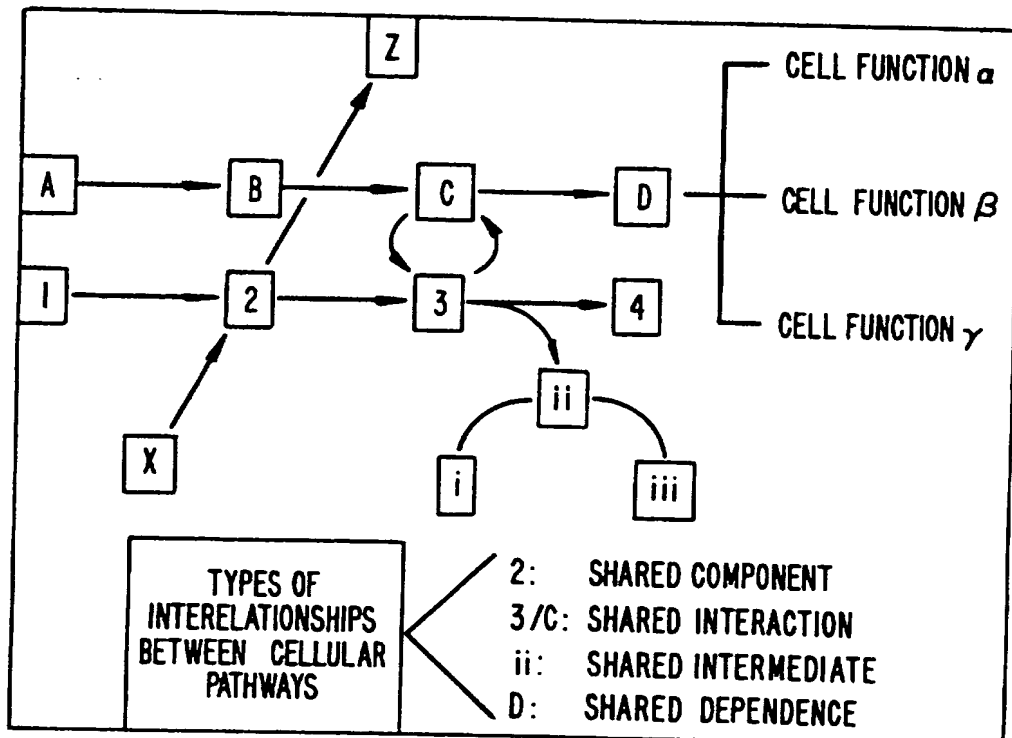 Z
CELL FUNCTION α
A
B
C
D
CELL FUNCTION β
1
2
3
4
CELL FUNCTION γ
X
ii
i
iii
TYPES OF
INTERELATIONSHIPS
BETWEEN CELLULAR
PATHWAYS
2: SHARED COMPONENT
3/C: SHARED INTERACTION
ii: SHARED INTERMEDIATE
D: SHARED DEPENDENCE